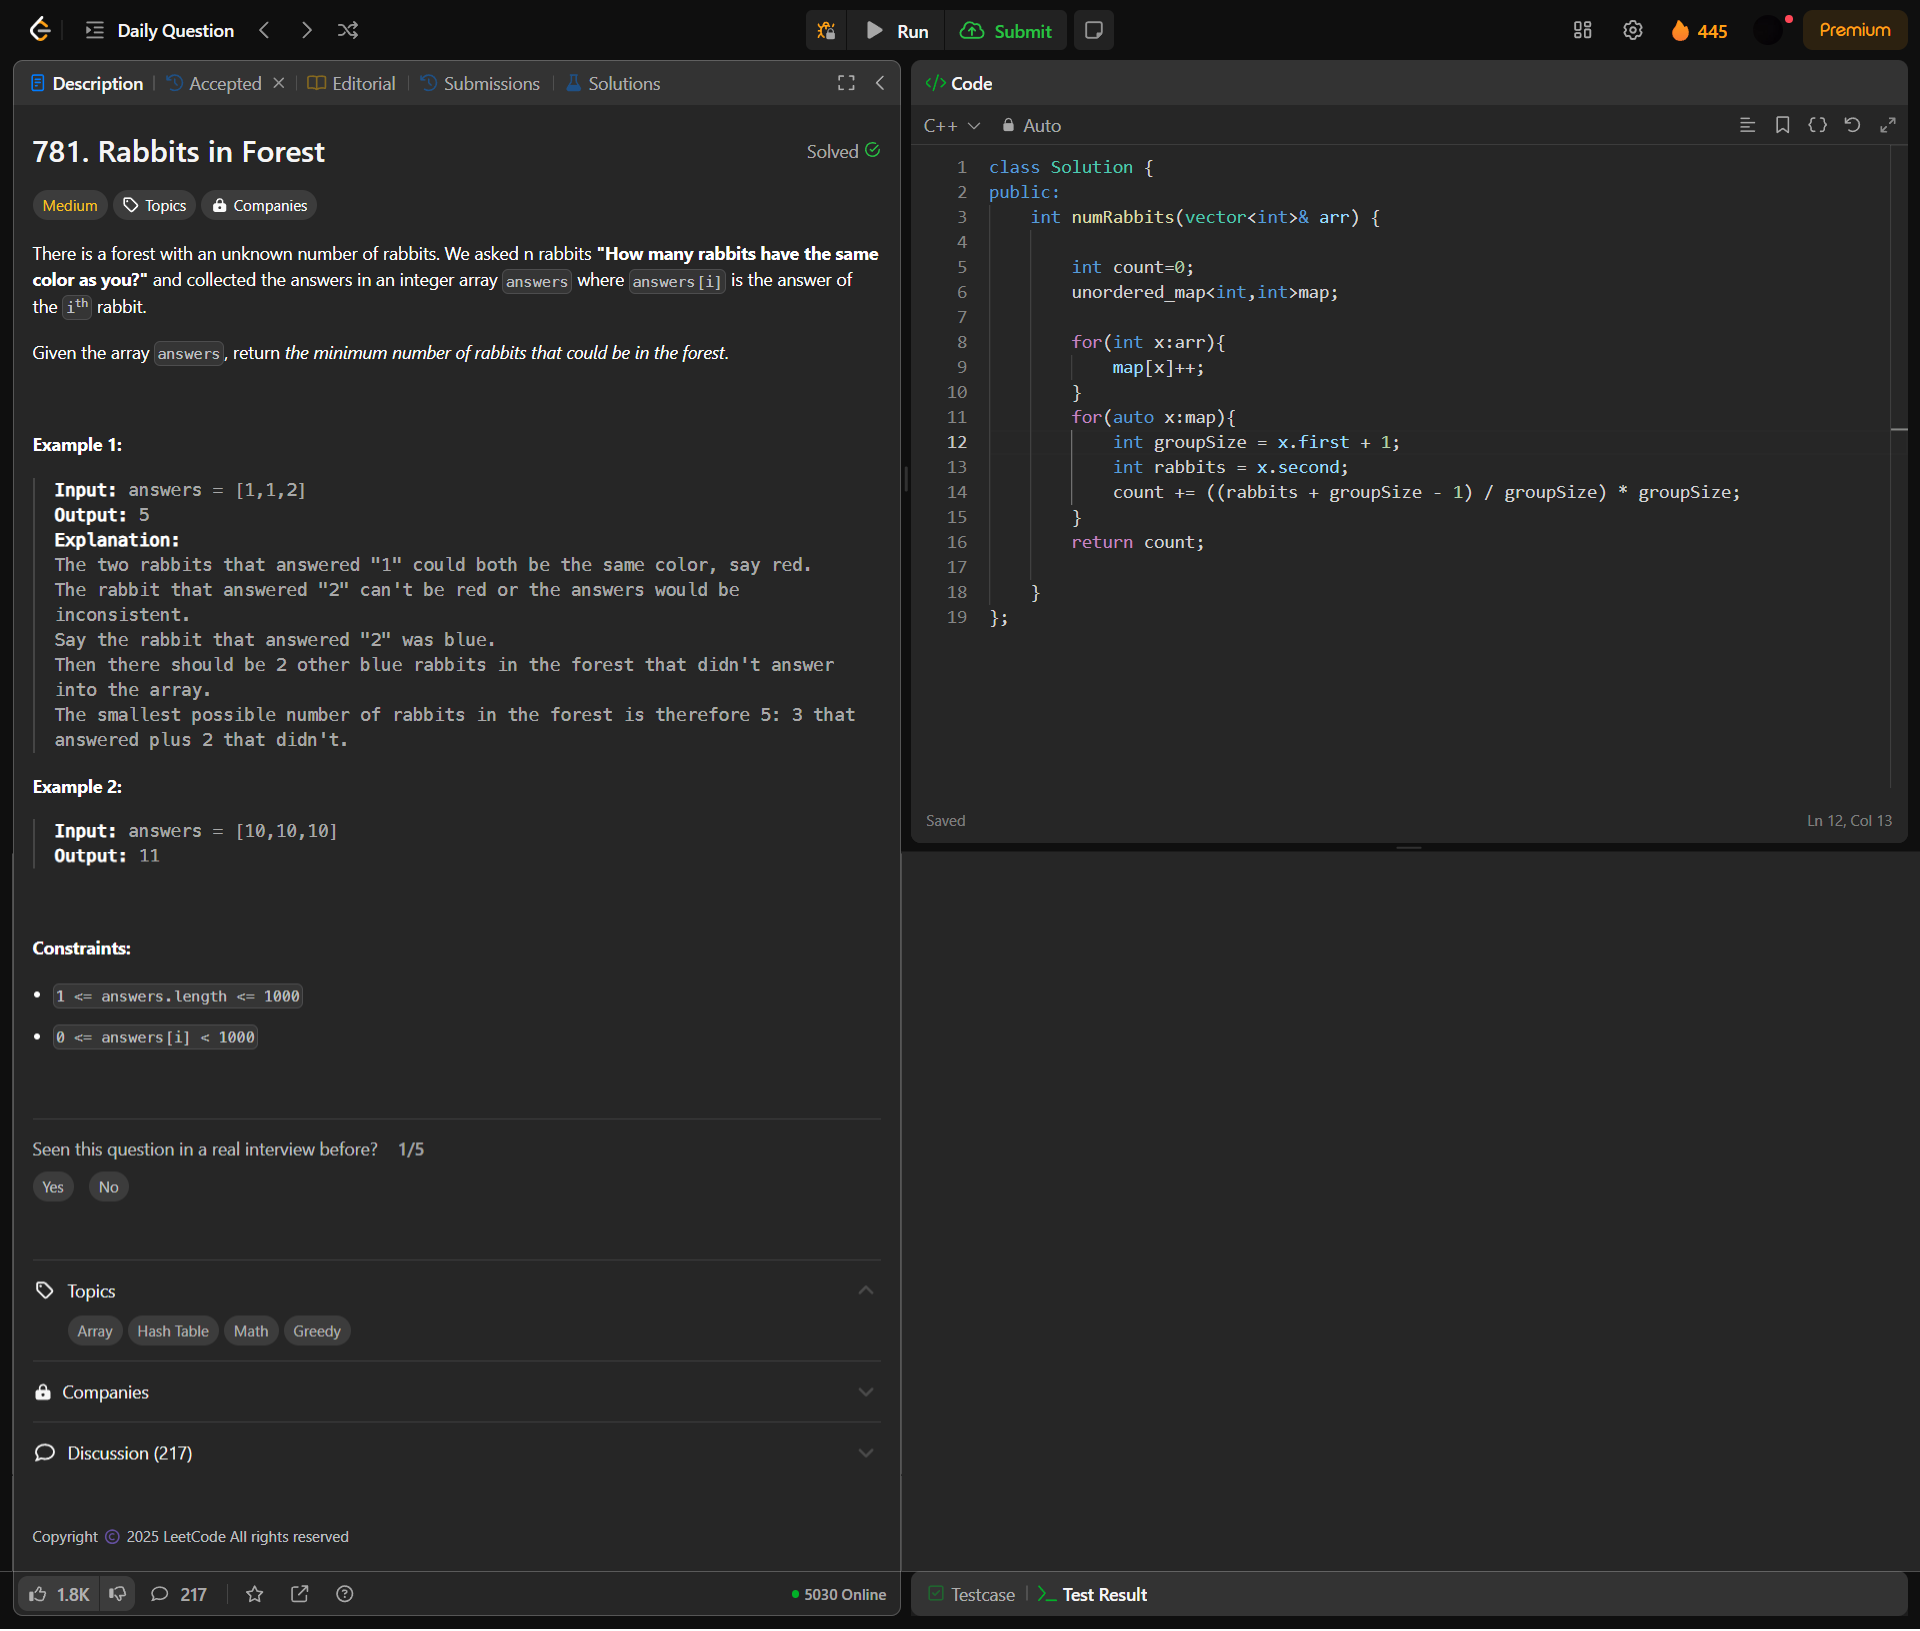 Daily Question
Run
Submit
445
Premium
Description
Accepted
Editorial
Submissions
Solutions
781. Rabbits in Forest
Solved
Medium
Topics
Companies
There is a forest with an unknown number of rabbits. We asked n rabbits "How many rabbits have the same
color as you?" and collected the answers in an integer array answers where answers[i] is the answer of
the ith rabbit.
Given the array answers, return the minimum number of rabbits that could be in the forest.
Example 1:
Input: answers = [1,1,2]
Output: 5
Explanation:
The two rabbits that answered "1" could both be the same color, say red.
The rabbit that answered "2" can't be red or the answers would be
inconsistent.
Say the rabbit that answered "2" was blue.
Then there should be 2 other blue rabbits in the forest that didn't answer
into the array.
The smallest possible number of rabbits in the forest is therefore 5: 3 that
answered plus 2 that didn't.
Example 2:
Input: answers = [10,10,10]
Output: 11
Constraints:
• 1 <= answers.length <= 1000
• 0 <= answers[i] < 1000
Seen this question in a real interview before? 1/5
Yes
No
Topics
Array
Hash Table
Math
Greedy
Companies
Discussion (217)
Copyright © 2025 LeetCode All rights reserved
1.8K
217
5030 Online
</> Code
C++
Auto
1 class Solution {
2 public:
3     int numRabbits(vector<int>& arr) {
4
5         int count=0;
6         unordered_map<int,int>map;
7
8         for(int x:arr){
9             map[x]++;
10         }
11         for(auto x:map){
12             int groupSize = x.first + 1;
13             int rabbits = x.second;
14             count += ((rabbits + groupSize - 1) / groupSize) * groupSize;
15         }
16         return count;
17
18     }
19 };
Saved
Ln 12, Col 13
Testcase
Test Result